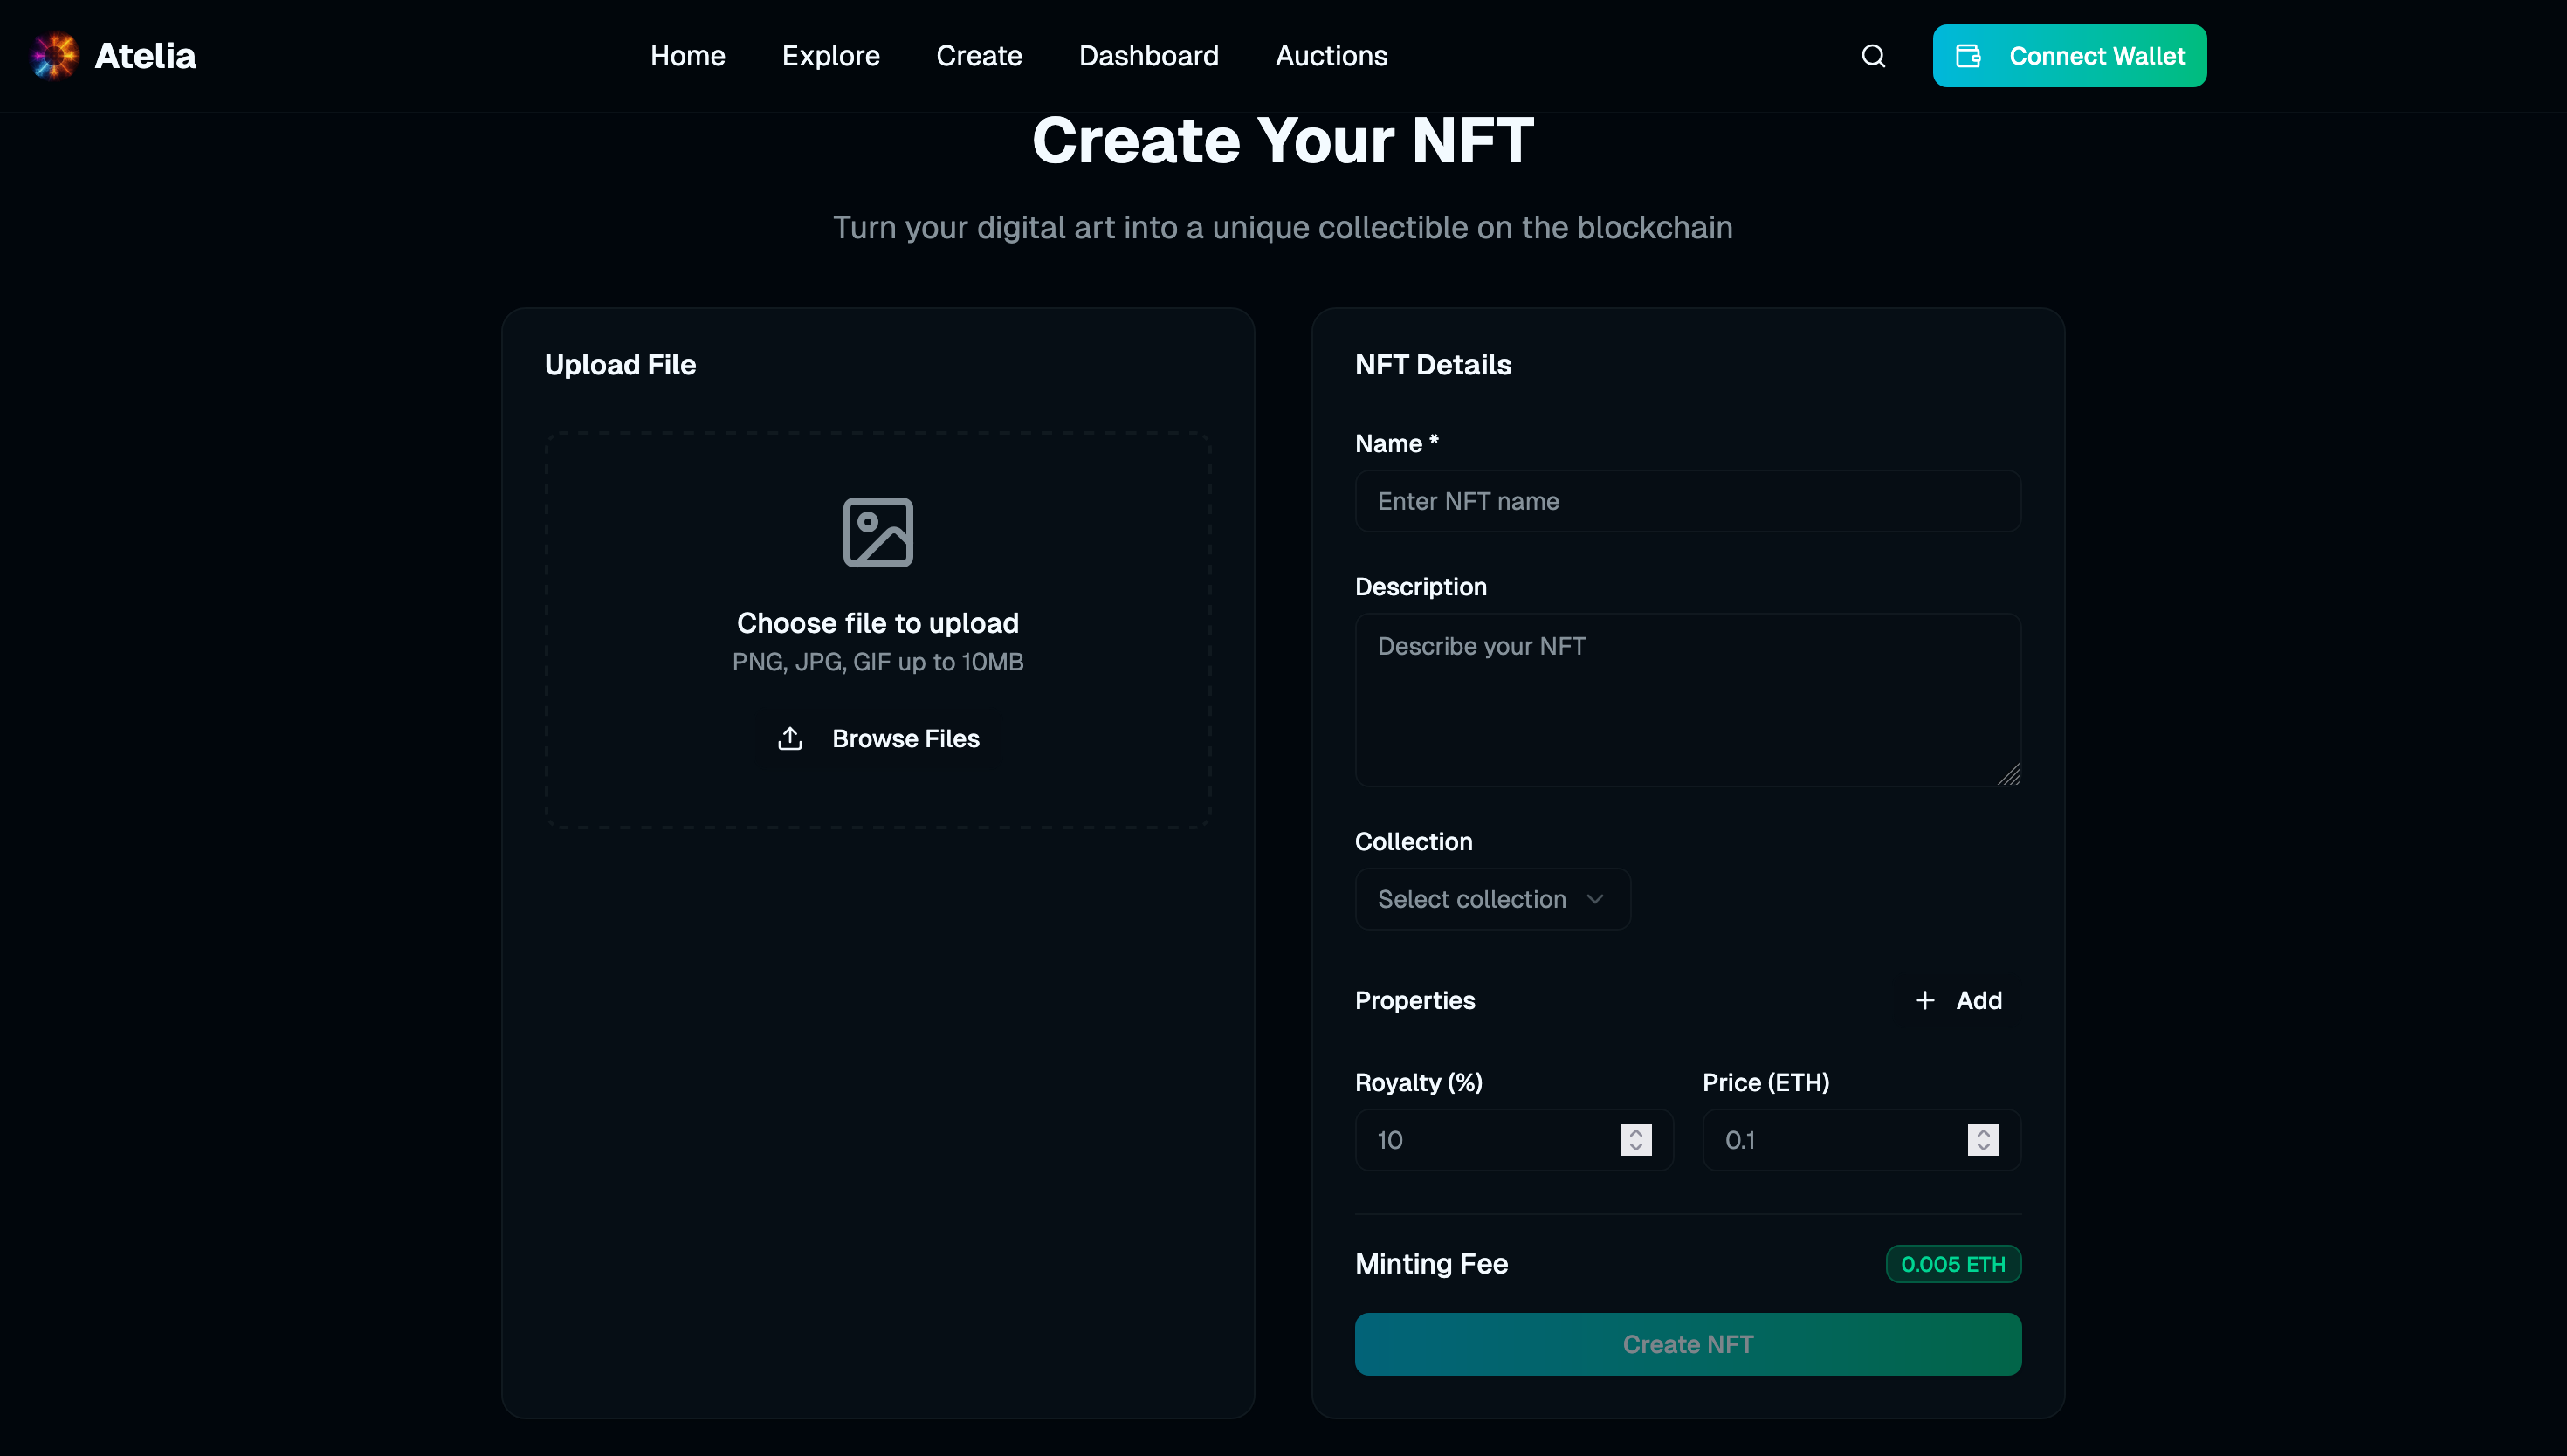 Atelia
Home
Explore
Create
Dashboard
Auctions
Connect Wallet
Create Your NFT
Turn your digital art into a unique collectible on the blockchain
Upload File
Choose file to upload
PNG, JPG, GIF up to 10MB
Browse Files
NFT Details
Name *
Enter NFT name
Description
Describe your NFT
Collection
Select collection
Properties
Add
Royalty (%)
10
Price (ETH)
0.1
Minting Fee
0.005 ETH
Create NFT